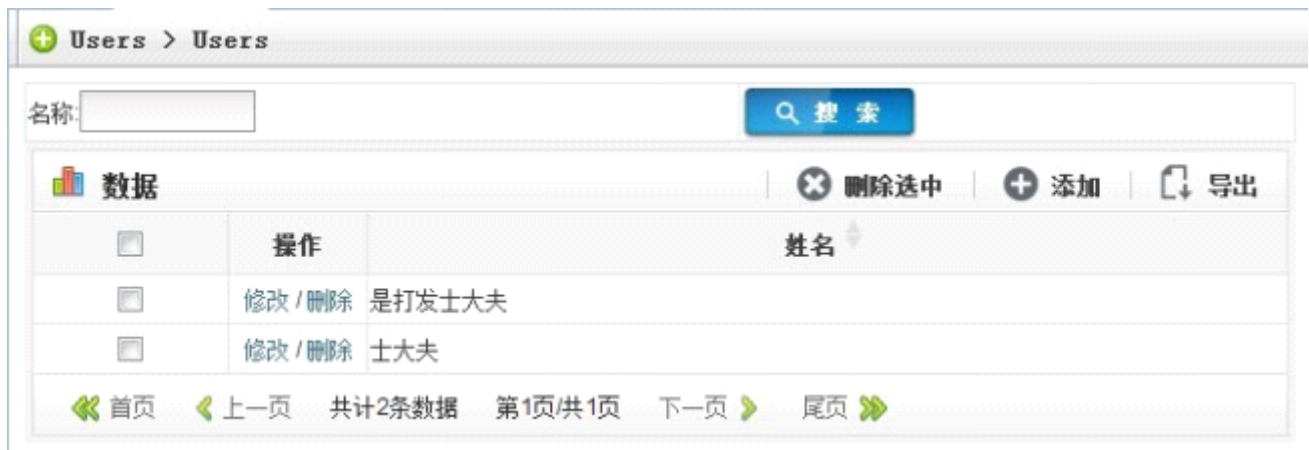 Users > Users
名称:
搜 索
数据 删除选中 添加 导出
操作 姓名
修改 / 删除 是打发士大夫
修改 / 删除 士大夫
首页 上一页 共计2条数据 第1页/共1页 下一页 尾页